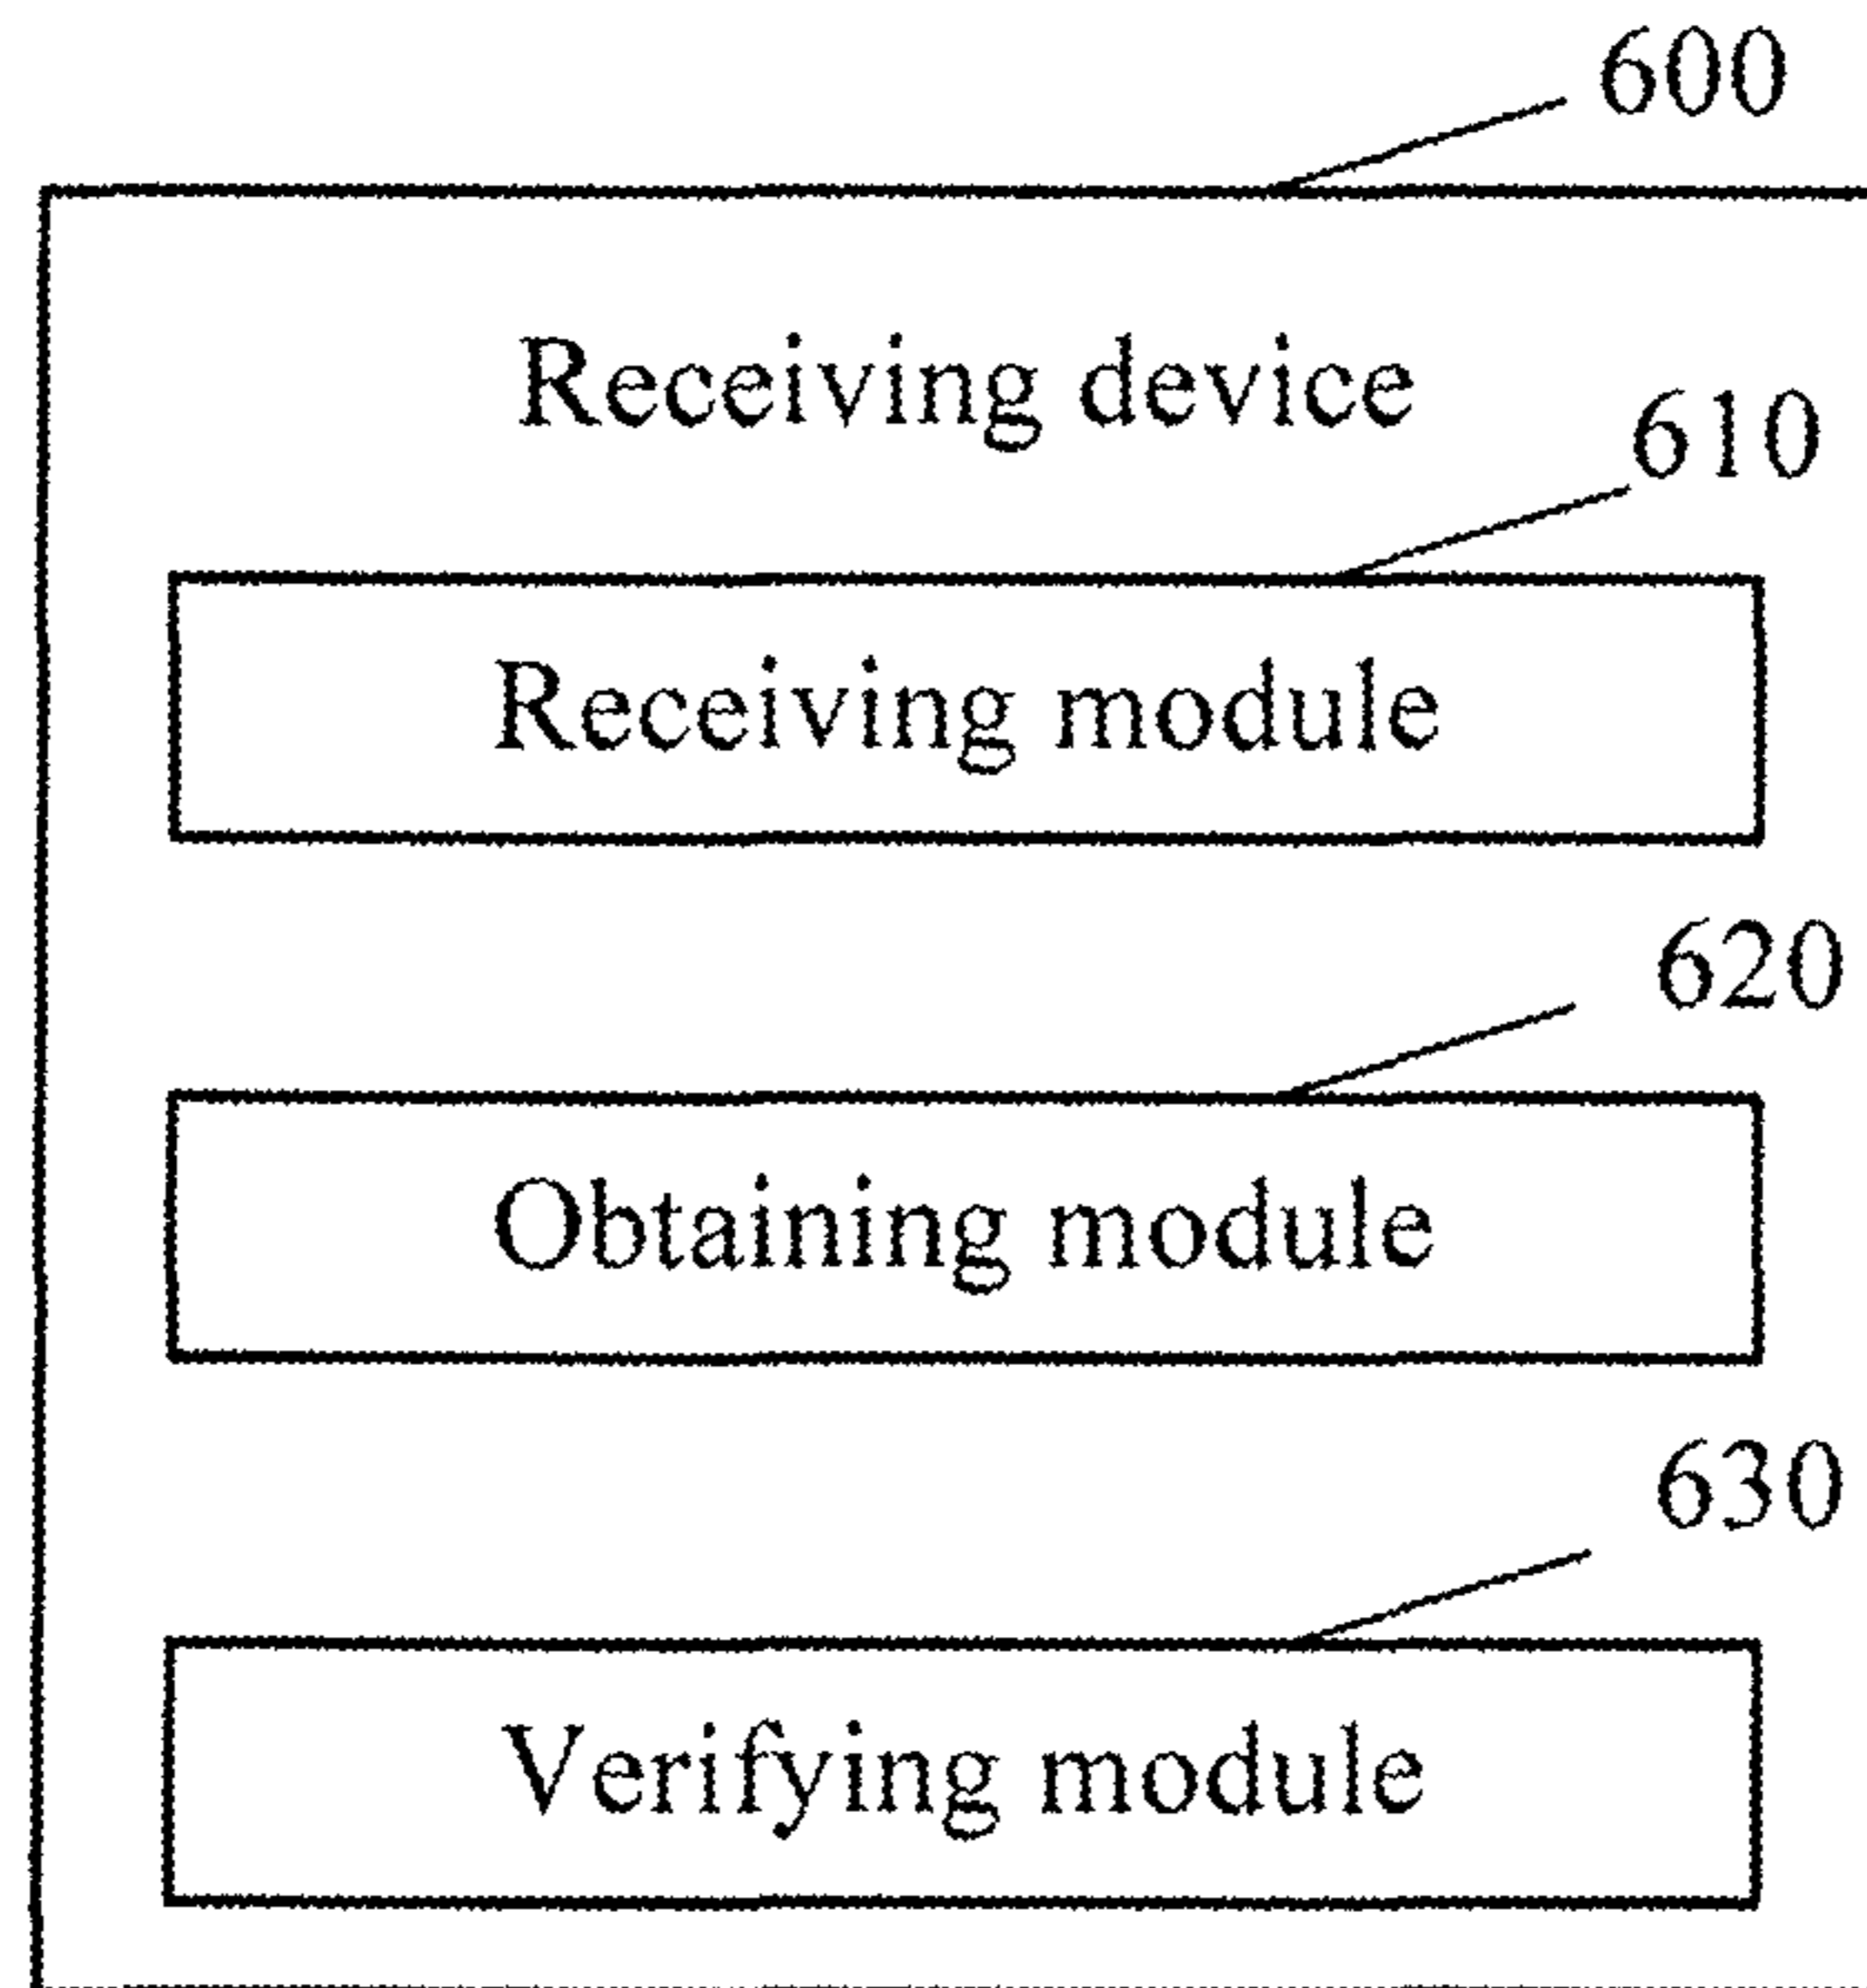 600
Receiving device
610
Receiving module
620
Obtaining module
630
Verifying module